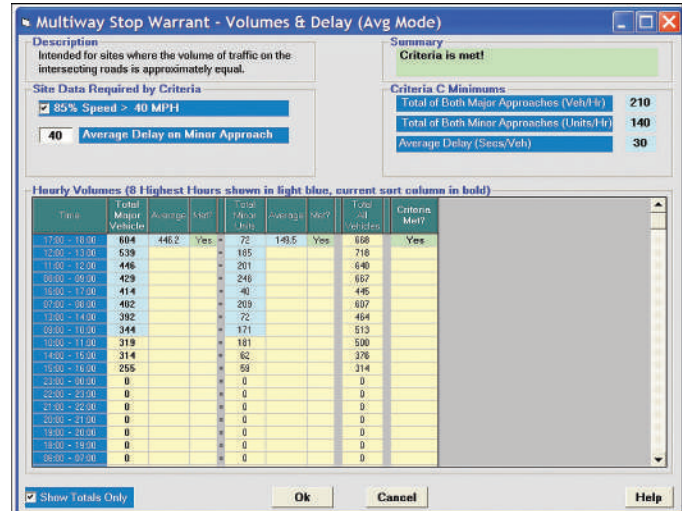 Multiway Stop Warrant - Volumes & Delay (Avg Mode)
Description
Intended for sites where the volume of traffic on the
intersecting roads is approximately equal.
Summary
Criteria is met!
Site Data Required by Criteria
85% Speed > 40 MPH
40 Average Delay on Minor Approach
Criteria C Minimums
Total of Both Major Approaches (Veh/Hr) 210
Total of Both Minor Approaches (Units/Hr) 140
Average Delay (Secs/Veh) 30
Hourly Volumes (8 Highest Hours shown in light blue, current sort column in bold)
Time Total Major Vehicle Average Met? Total Minor Units Average Met? Total All Vehicles Criteria Met?
17:00 - 18:00 604 446.2 Yes 72 149.5 Yes 668 Yes
12:00 - 13:00 539 185 718
11:00 - 12:00 446 201 640
08:00 - 09:00 429 246 667
16:00 - 17:00 414 40 445
07:00 - 08:00 402 209 607
13:00 - 14:00 392 72 464
09:00 - 10:00 344 171 513
10:00 - 11:00 319 181 500
14:00 - 15:00 314 62 376
15:00 - 16:00 255 59 314
23:00 - 00:00 0 0 0
22:00 - 23:00 0 0 0
21:00 - 22:00 0 0 0
20:00 - 21:00 0 0 0
19:00 - 20:00 0 0 0
18:00 - 19:00 0 0 0
06:00 - 07:00 0 0 0
Show Totals Only Ok Cancel Help